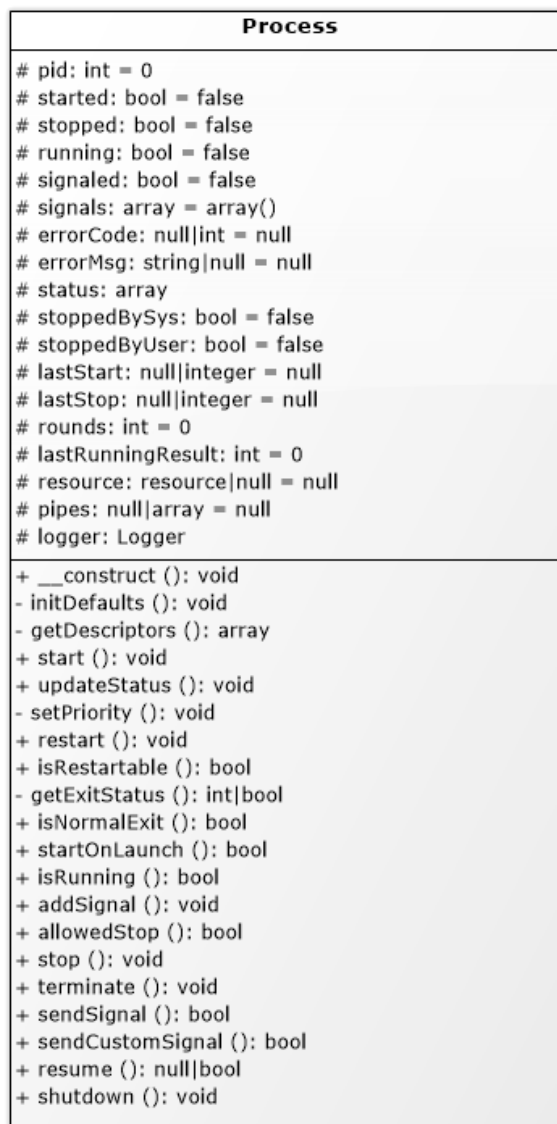 Process
# pid: int = 0
# started: bool = false
# stopped: bool = false
# running: bool = false
# signaled: bool = false
# signals: array = array()
# errorCode: null|int = null
# errorMsg: string|null = null
# status: array
# stoppedBySys: bool = false
# stoppedByUser: bool = false
# lastStart: null|integer = null
# lastStop: null|integer = null
# rounds: int = 0
# lastRunningResult: int = 0
# resource: resource|null = null
# pipes: null|array = null
# logger: Logger
+ __construct (): void
- initDefaults (): void
- getDescriptors (): array
+ start (): void
+ updateStatus (): void
- setPriority (): void
+ restart (): void
+ isRestartable (): bool
- getExitStatus (): int|bool
+ isNormalExit (): bool
+ startOnLaunch (): bool
+ isRunning (): bool
+ addSignal (): void
+ allowedStop (): bool
+ stop (): void
+ terminate (): void
+ sendSignal (): bool
+ sendCustomSignal (): bool
+ resume (): null|bool
+ shutdown (): void